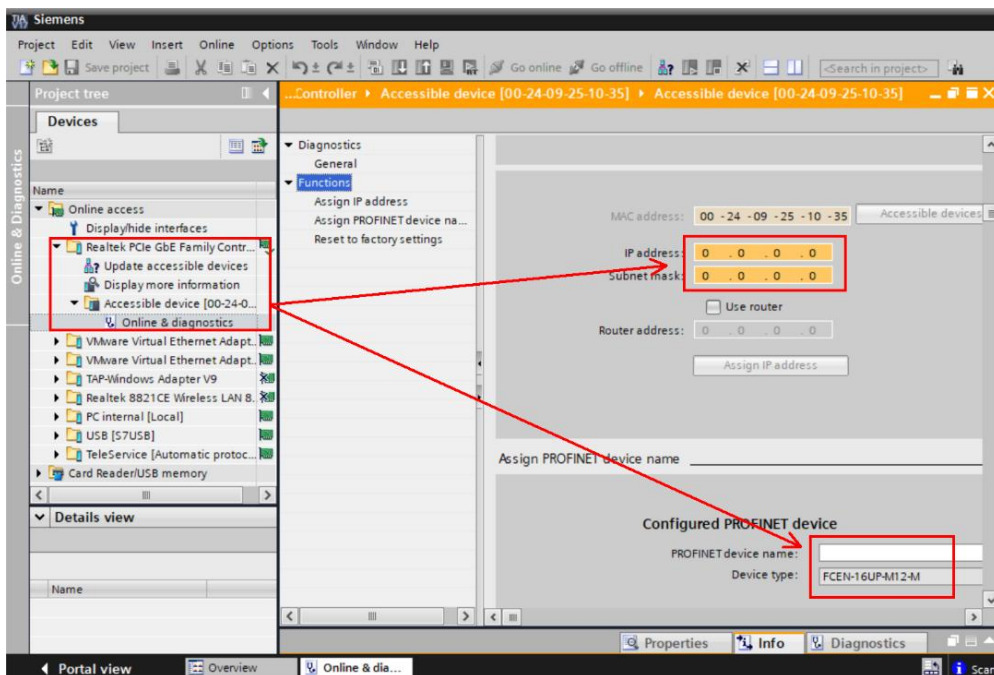 Siemens
Project Edit View Insert Online Options Tools Window Help
Save project Go online Go offline <Search in project>
Project tree
...Controller ▸ Accessible device [00-24-09-25-10-35] ▸ Accessible device [00-24-09-25-10-35]
Online & Diagnostics
Devices
Name
Online access
Display/hide interfaces
Realtek PCIe GbE Family Contr...
Update accessible devices
Display more information
Accessible device [00-24-0...
Online & diagnostics
VMware Virtual Ethernet Adapt..
VMware Virtual Ethernet Adapt..
TAP-Windows Adapter V9
Realtek 8821CE Wireless LAN 8.
PC internal [Local]
USB [S7USB]
TeleService [Automatic protoc...
Card Reader/USB memory
Details view
Name
Diagnostics
General
Functions
Assign IP address
Assign PROFINET device na...
Reset to factory settings
MAC address: 00 -24 -09 -25 -10 -35 Accessible devices
IP address: 0 . 0 . 0 . 0
Subnet mask: 0 . 0 . 0 . 0
Use router
Router address: 0 . 0 . 0 . 0
Assign IP address
Assign PROFINET device name
Configured PROFINET device
PROFINET device name:
Device type: FCEN-16UP-M12-M
Properties Info Diagnostics
Portal view Overview Online & dia... Scan